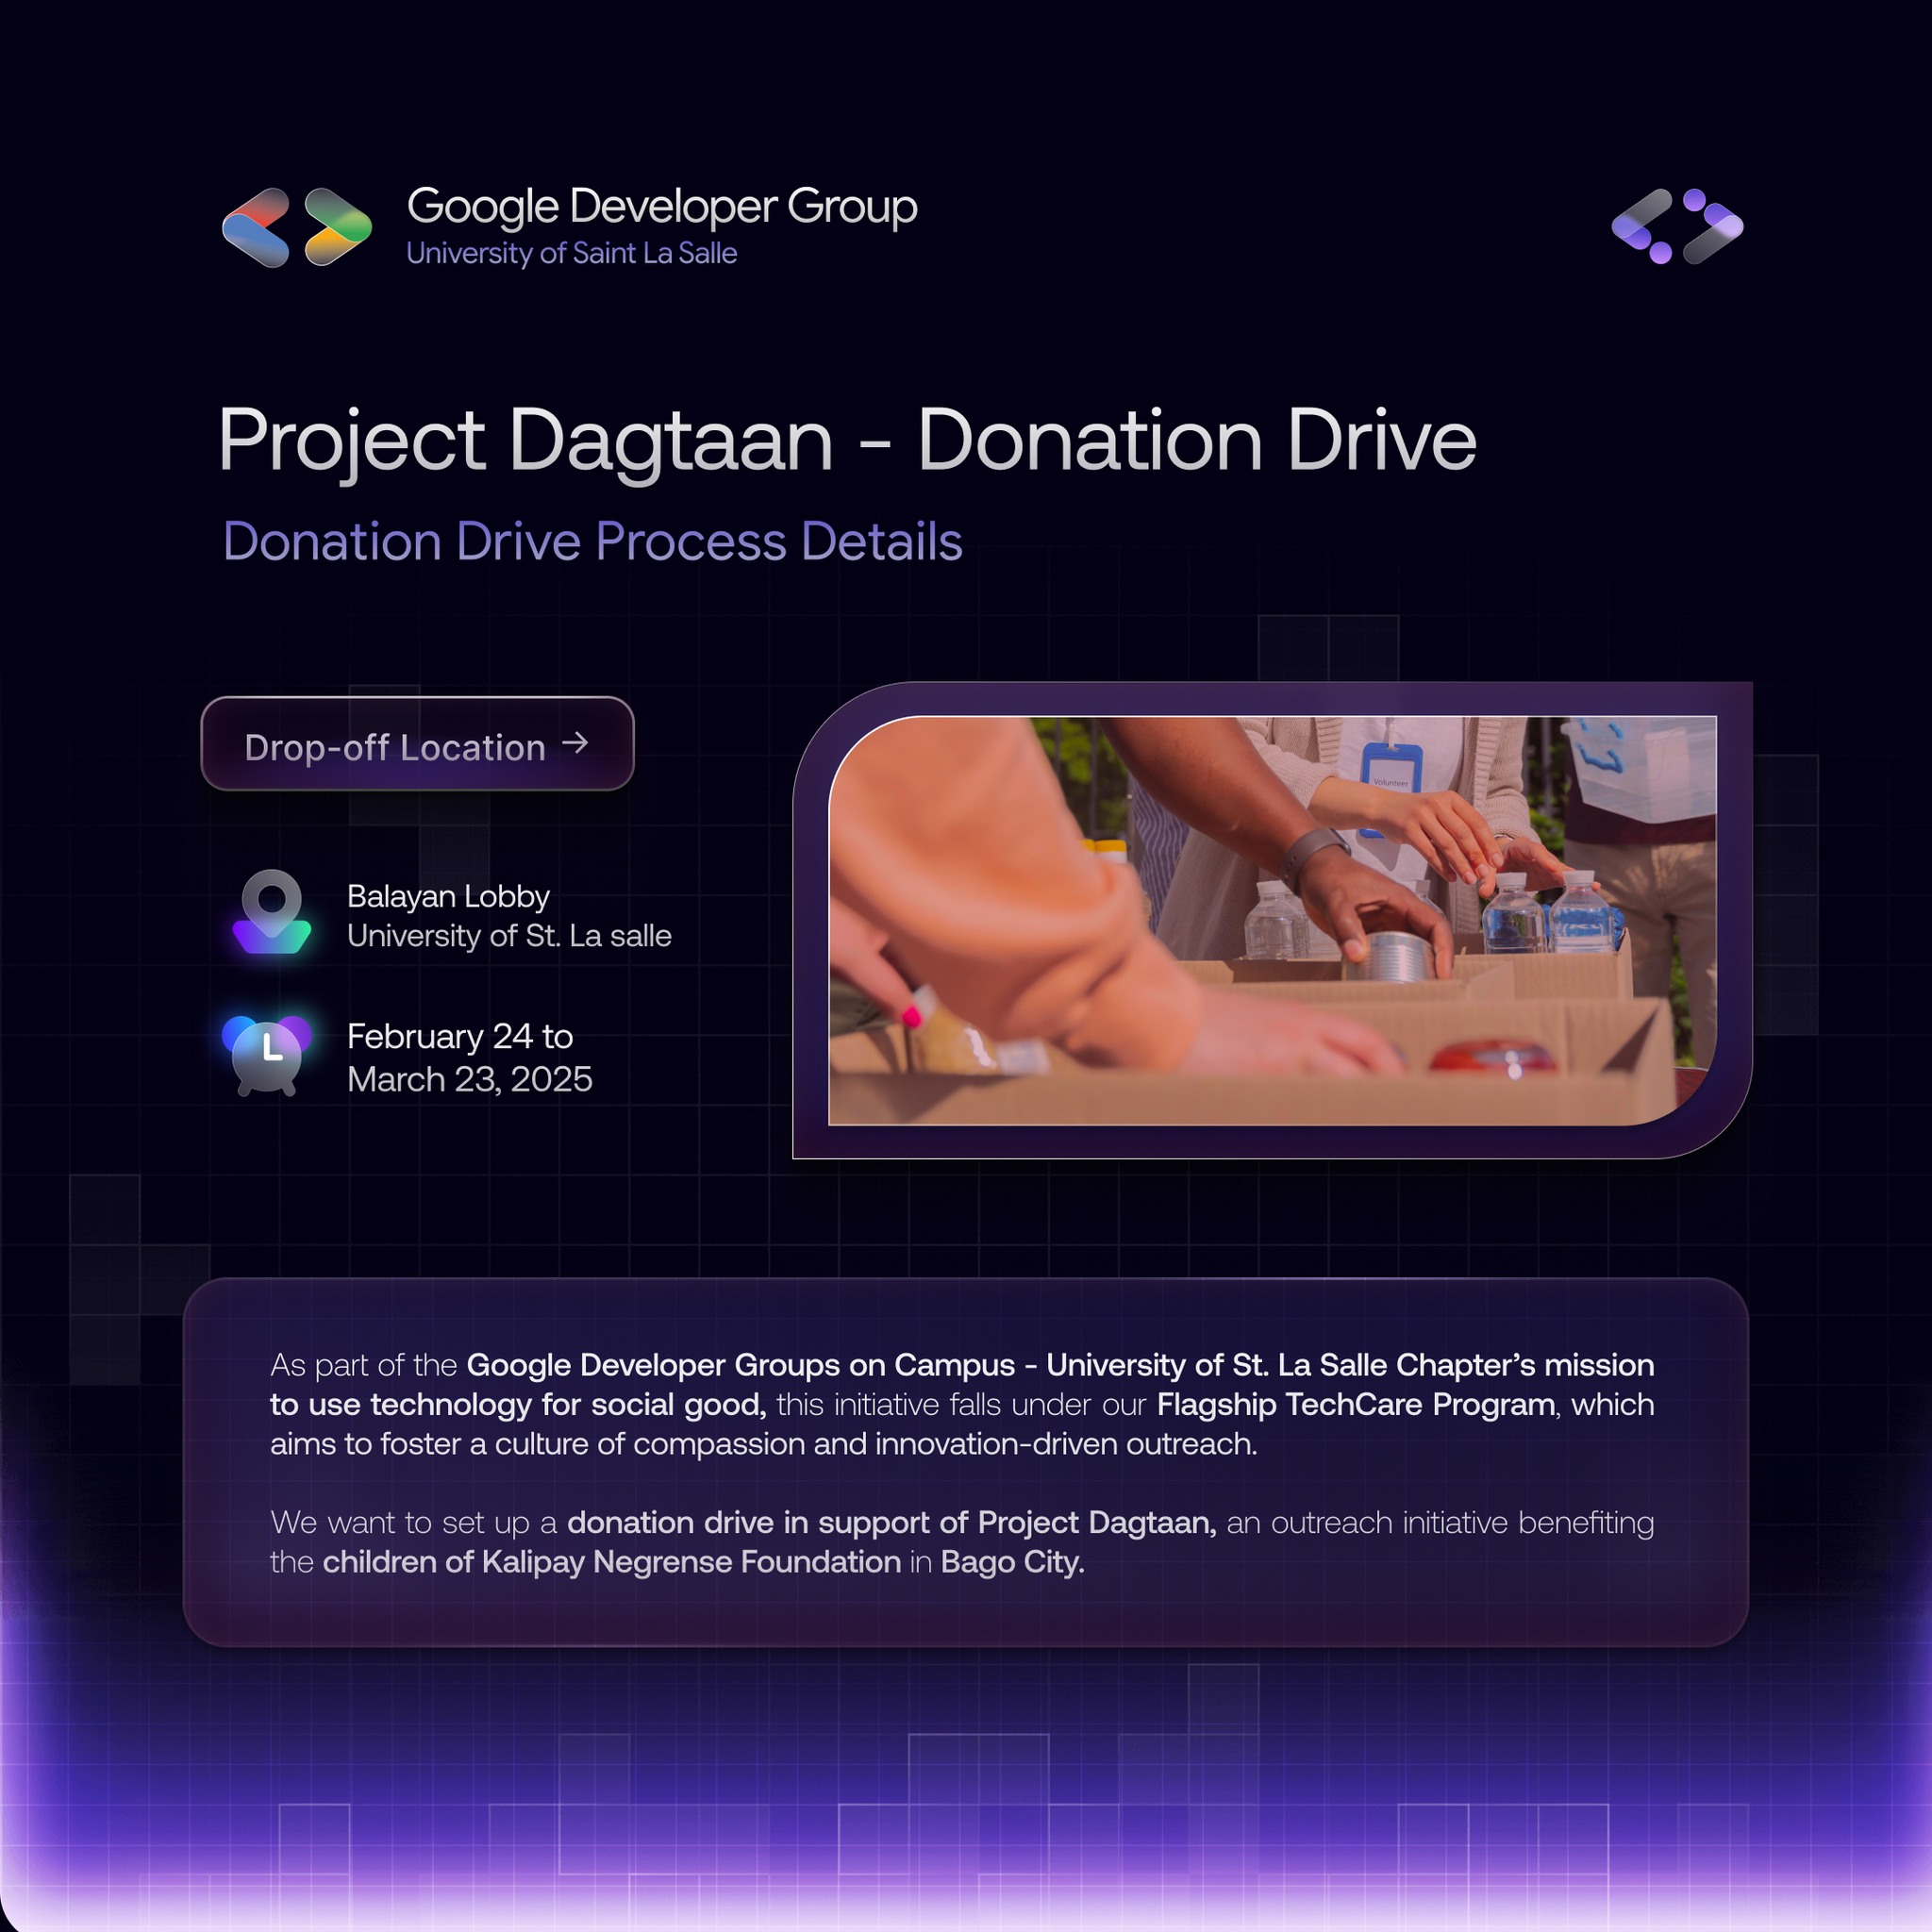 Google Developer Group
University of Saint La Salle
Project Dagtaan - Donation Drive
Donation Drive Process Details
Drop-off Location →
Balayan Lobby
University of St. La salle
February 24 to
March 23, 2025
Volunteer
As part of the Google Developer Groups on Campus - University of St. La Salle Chapter’s mission
to use technology for social good, this initiative falls under our Flagship TechCare Program, which
aims to foster a culture of compassion and innovation-driven outreach.
We want to set up a donation drive in support of Project Dagtaan, an outreach initiative benefiting
the children of Kalipay Negrense Foundation in Bago City.